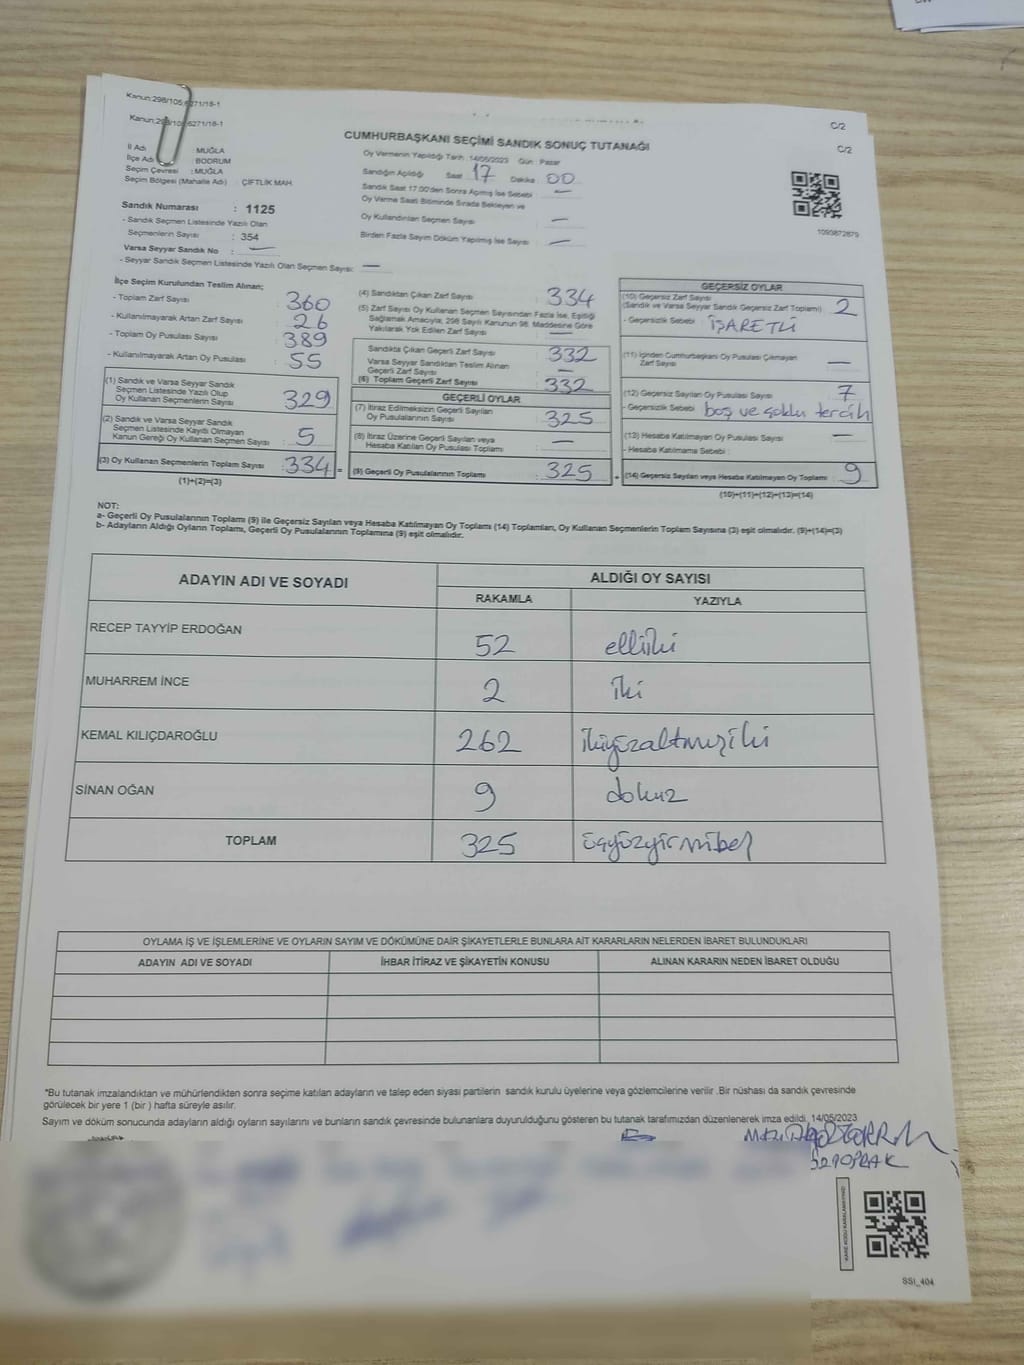 Kanun:298/105;6271/18-1
Kanun:298/105;6271/18-1
C/2
C/2
CUMHURBAŞKANI SEÇİMİ SANDIK SONUÇ TUTANAĞI
İl Adı : MUĞLA
İlçe Adı : BODRUM
Seçim Çevresi : MUĞLA
Seçim Bölgesi (Mahalle Adı) : ÇİFTLİK MAH.
Sandık Numarası : 1125
- Sandık Seçmen Listesinde Yazılı Olan
Seçmenlerin Sayısı : 354
Varsa Seyyar Sandık No : —
- Seyyar Sandık Seçmen Listesinde Yazılı Olan Seçmen Sayısı: —
Oy Vermenin Yapıldığı Tarih : 14/05/2023 Gün : Pazar
Sandığın Açıldığı Saat : 17 Dakika : 00
Sandık Saat 17.00'den Sonra Açılmış İse Sebebi : —
Oy Verme Saati Bitiminde Sırada Bekleyen ve
Oy Kullandırılan Seçmen Sayısı : —
Birden Fazla Sayım Döküm Yapılmış İse Sayısı : —
1093872879
İlçe Seçim Kurulundan Teslim Alınan;
- Toplam Zarf Sayısı : 360
- Kullanılmayarak Artan Zarf Sayısı : 26
- Toplam Oy Pusulası Sayısı : 389
- Kullanılmayarak Artan Oy Pusulası : 55
(1) Sandık ve Varsa Seyyar Sandık
Seçmen Listesinde Yazılı Olup
Oy Kullanan Seçmenlerin Sayısı : 329
(2) Sandık ve Varsa Seyyar Sandık
Seçmen Listesinde Kayıtlı Olmayan
Kanun Gereği Oy Kullanan Seçmen Sayısı : 5
(3) Oy Kullanan Seçmenlerin Toplam Sayısı : 334 =
(1)+(2)=(3)
(4) Sandıktan Çıkan Zarf Sayısı : 334
(5) Zarf Sayısı Oy Kullanan Seçmen Sayısından Fazla İse, Eşitliği
Sağlamak Amacıyla, 298 Sayılı Kanunun 98. Maddesine Göre
Yakılarak Yok Edilen Zarf Sayısı : —
Sandıkta Çıkan Geçerli Zarf Sayısı : 332
Varsa Seyyar Sandıktan Teslim Alınan
Geçerli Zarf Sayısı : —
(6) Toplam Geçerli Zarf Sayısı : 332
GEÇERLİ OYLAR
(7) İtiraz Edilmeksizin Geçerli Sayılan
Oy Pusulalarının Sayısı : 325
(8) İtiraz Üzerine Geçerli Sayılan veya
Hesaba Katılan Oy Pusulası Toplamı : —
(9) Geçerli Oy Pusulalarının Toplamı : 325 +
GEÇERSİZ OYLAR
(10) Geçersiz Zarf Sayısı
(Sandık ve Varsa Seyyar Sandık Geçersiz Zarf Toplamı) : 2
- Geçersizlik Sebebi : İŞARETLİ
(11) İçinden Cumhurbaşkanı Oy Pusulası Çıkmayan
Zarf Sayısı : —
(12) Geçersiz Sayılan Oy Pusulası Sayısı : 7
- Geçersizlik Sebebi : boş ve çoklu tercih
(13) Hesaba Katılmayan Oy Pusulası Sayısı : —
- Hesaba Katılmama Sebebi :
(14) Geçersiz Sayılan veya Hesaba Katılmayan Oy Toplamı : 9
(10)+(11)+(12)+(13)=(14)
NOT:
a- Geçerli Oy Pusulalarının Toplamı (9) ile Geçersiz Sayılan veya Hesaba Katılmayan Oy Toplamı (14) Toplamları, Oy Kullanan Seçmenlerin Toplam Sayısına (3) eşit olmalıdır. (9)+(14)=(3)
b- Adayların Aldığı Oyların Toplamı, Geçerli Oy Pusulalarının Toplamına (9) eşit olmalıdır.
ADAYIN ADI VE SOYADI
ALDIĞI OY SAYISI
RAKAMLA YAZIYLA
RECEP TAYYİP ERDOĞAN 52 elliiki
MUHARREM İNCE 2 iki
KEMAL KILIÇDAROĞLU 262 ikiyüzaltmışiki
SİNAN OĞAN 9 dokuz
TOPLAM 325 üçyüzyirmibeş
OYLAMA İŞ VE İŞLEMLERİNE VE OYLARIN SAYIM VE DÖKÜMÜNE DAİR ŞİKAYETLERLE BUNLARA AİT KARARLARIN NELERDEN İBARET BULUNDUKLARI
ADAYIN ADI VE SOYADI İHBAR İTİRAZ VE ŞİKAYETİN KONUSU ALINAN KARARIN NEDEN İBARET OLDUĞU
*Bu tutanak imzalandıktan ve mühürlendikten sonra seçime katılan adayların ve talep eden siyasi partilerin sandık kurulu üyelerine veya gözlemcilerine verilir .Bir nüshası da sandık çevresinde
görülecek bir yere 1 (bir ) hafta süreyle asılır.
Sayım ve döküm sonucunda adayların aldığı oyların sayılarını ve bunların sandık çevresinde bulunanlara duyurulduğunu gösteren bu tutanak tarafımızdan düzenlenerek imza edildi. 14/05/2023
SSİ_404